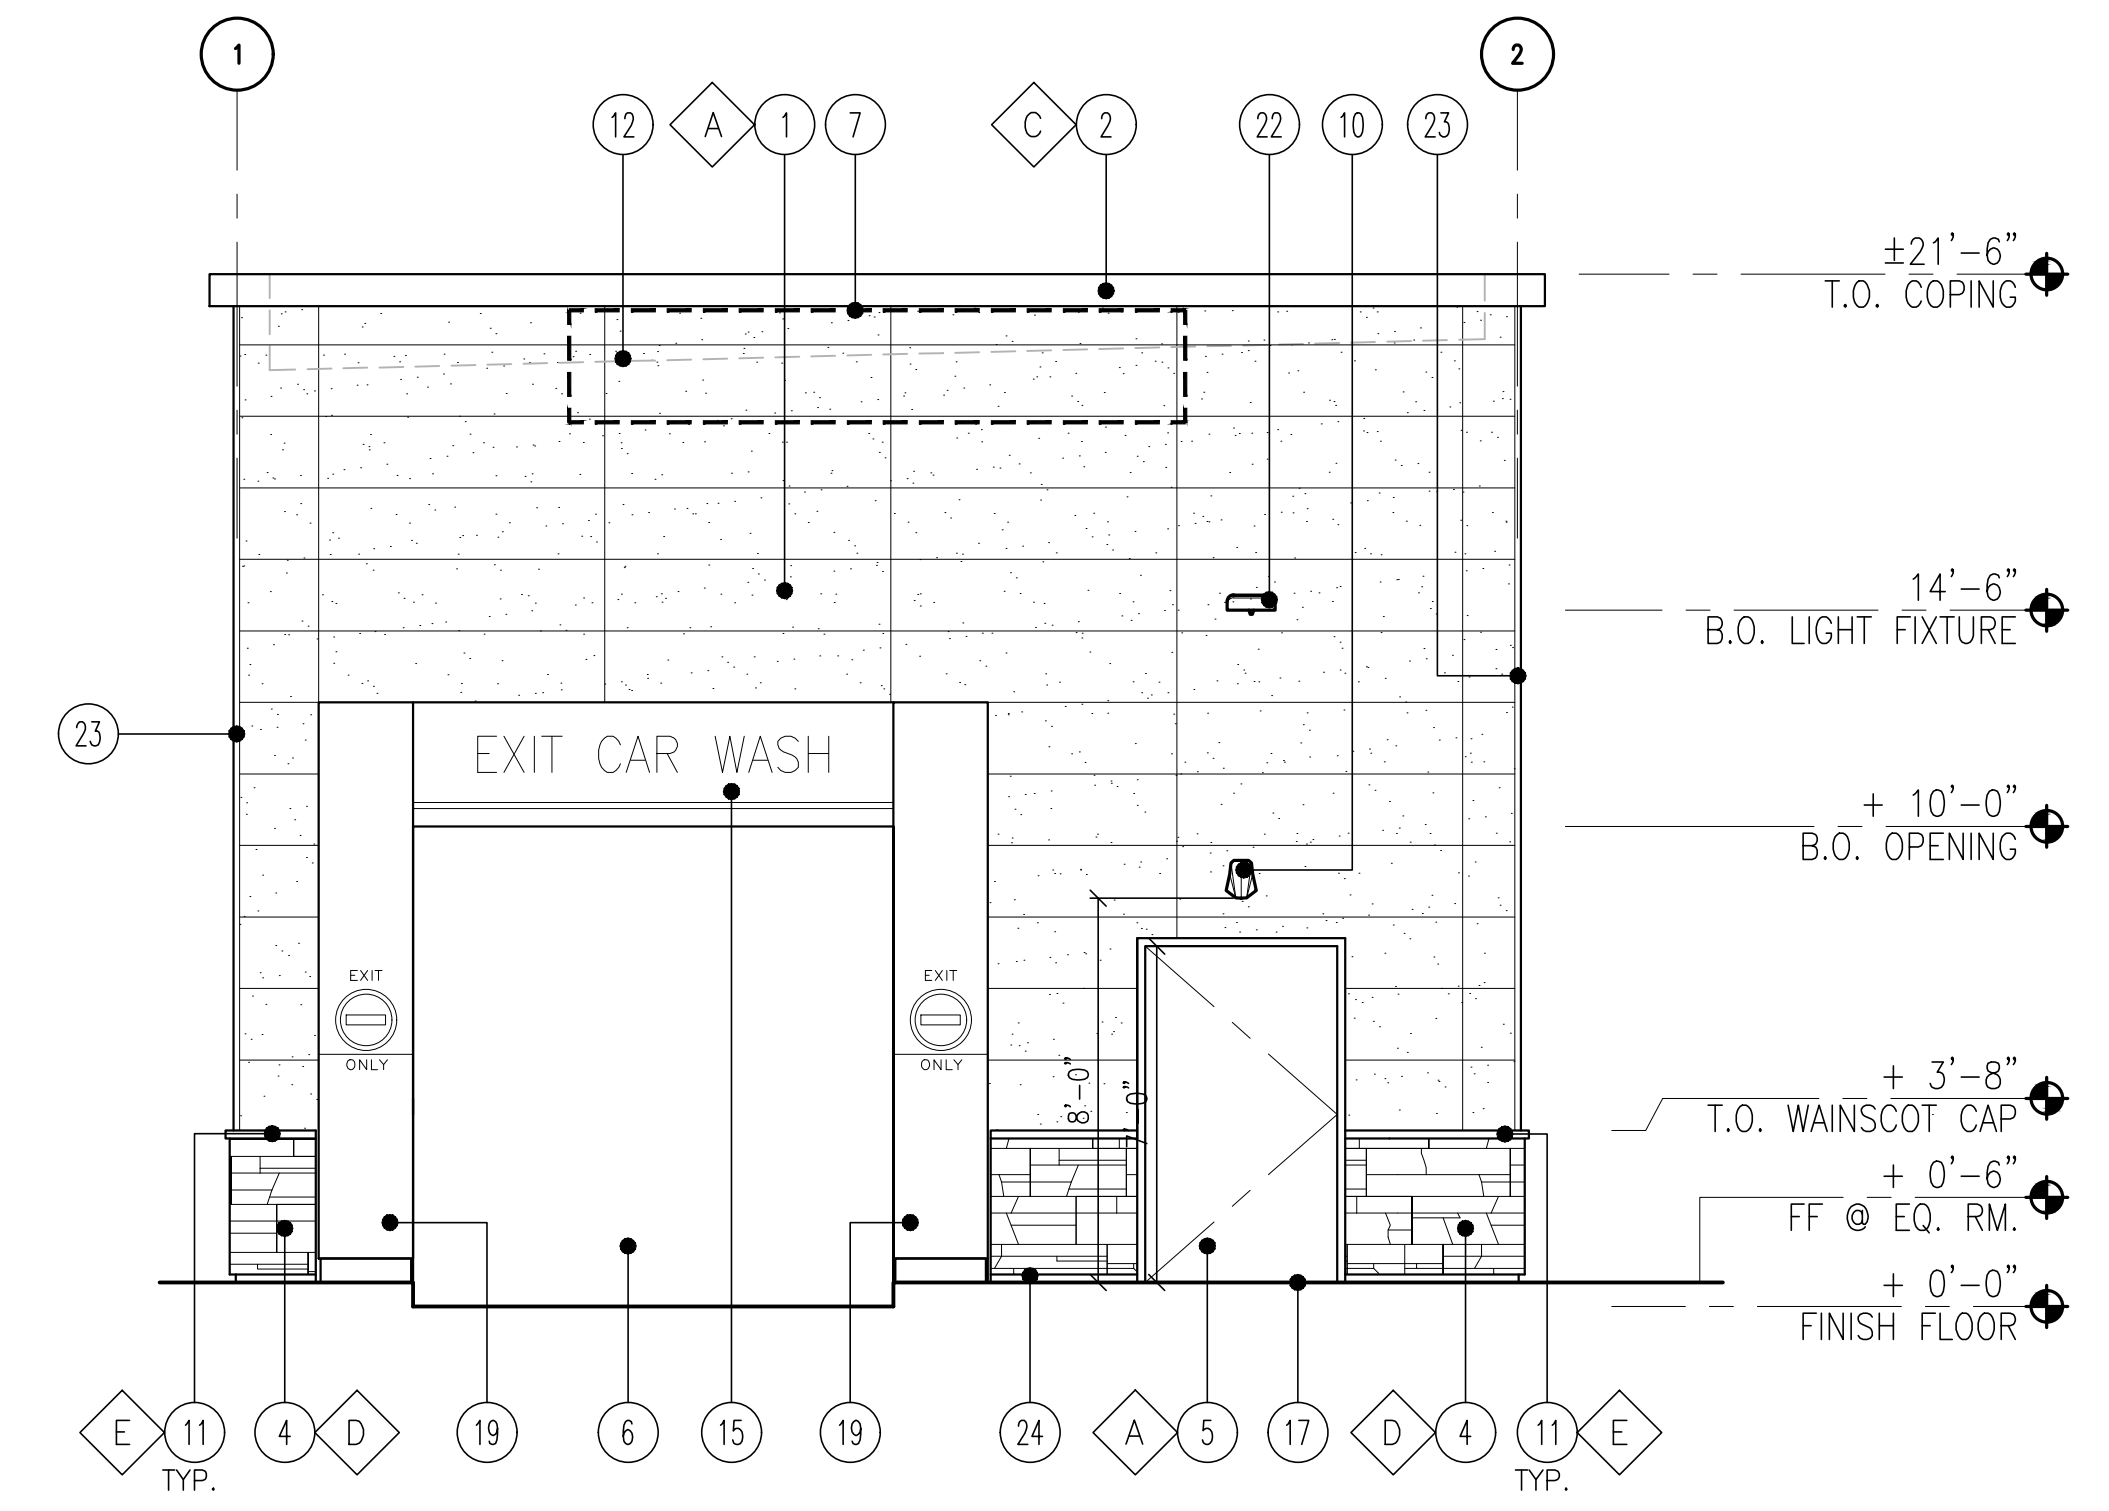 1 2
12 A 1 7 C 2 22 10 23
±21'-6"
T.O. COPING
14'-6"
B.O. LIGHT FIXTURE
23
EXIT CAR WASH
+ 10'-0"
B.O. OPENING
EXIT
ONLY
EXIT
ONLY
8'-0"
7'-0"
+ 3'-8"
T.O. WAINSCOT CAP
+ 0'-6"
FF @ EQ. RM.
+ 0'-0"
FINISH FLOOR
E 11 4 D 19 6 15 19 24 A 5 17 D 4 11 E
TYP. TYP.